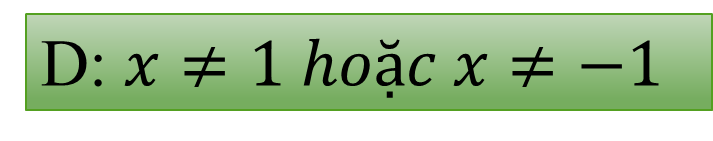 D: x ≠ 1 hoặc x ≠ −1